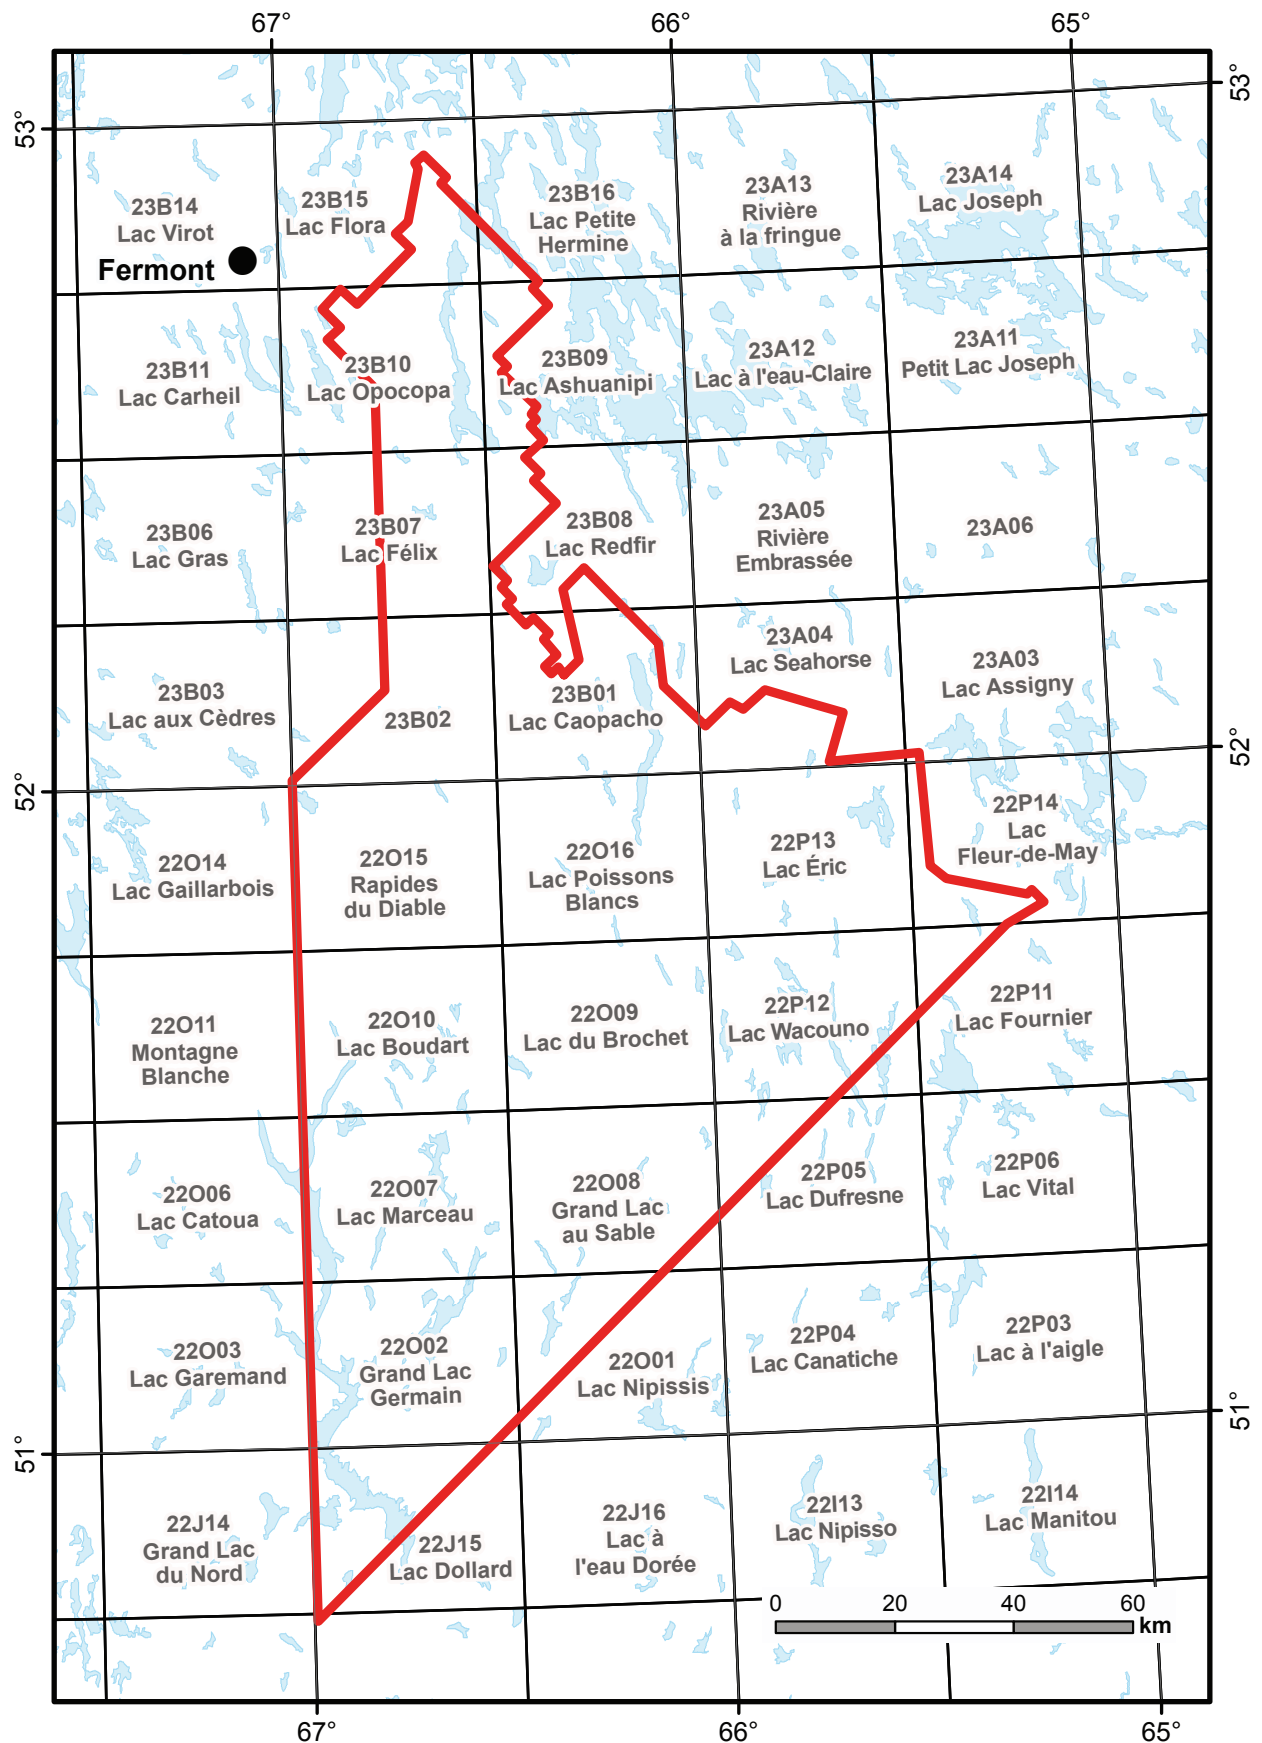 67°
66°
65°
53°
53°
23B14
Lac Virot
Fermont
23B15
Lac Flora
23B16
Lac Petite
Hermine
23A13
Rivière
à la fringue
23A14
Lac Joseph
23B11
Lac Carheil
23B10
Lac Opocopa
23B09
Lac Ashuanipi
23A12
Lac à l'eau-Claire
23A11
Petit Lac Joseph
23B06
Lac Gras
23B07
Lac Félix
23B08
Lac Redfir
23A05
Rivière
Embrassée
23A06
23B03
Lac aux Cèdres
23B02
23B01
Lac Caopacho
23A04
Lac Seahorse
23A03
Lac Assigny
52°
52°
22O14
Lac Gaillarbois
22O15
Rapides
du Diable
22O16
Lac Poissons
Blancs
22P13
Lac Éric
22P14
Lac
Fleur-de-May
22O11
Montagne
Blanche
22O10
Lac Boudart
22O09
Lac du Brochet
22P12
Lac Wacouno
22P11
Lac Fournier
22O06
Lac Catoua
22O07
Lac Marceau
22O08
Grand Lac
au Sable
22P05
Lac Dufresne
22P06
Lac Vital
22O03
Lac Garemand
22O02
Grand Lac
Germain
22O01
Lac Nipissis
22P04
Lac Canatiche
22P03
Lac à l'aigle
51°
51°
22J14
Grand Lac
du Nord
22J15
Lac Dollard
22J16
Lac à
l'eau Dorée
22I13
Lac Nipisso
22I14
Lac Manitou
0 20 40 60
km
67°
66°
65°